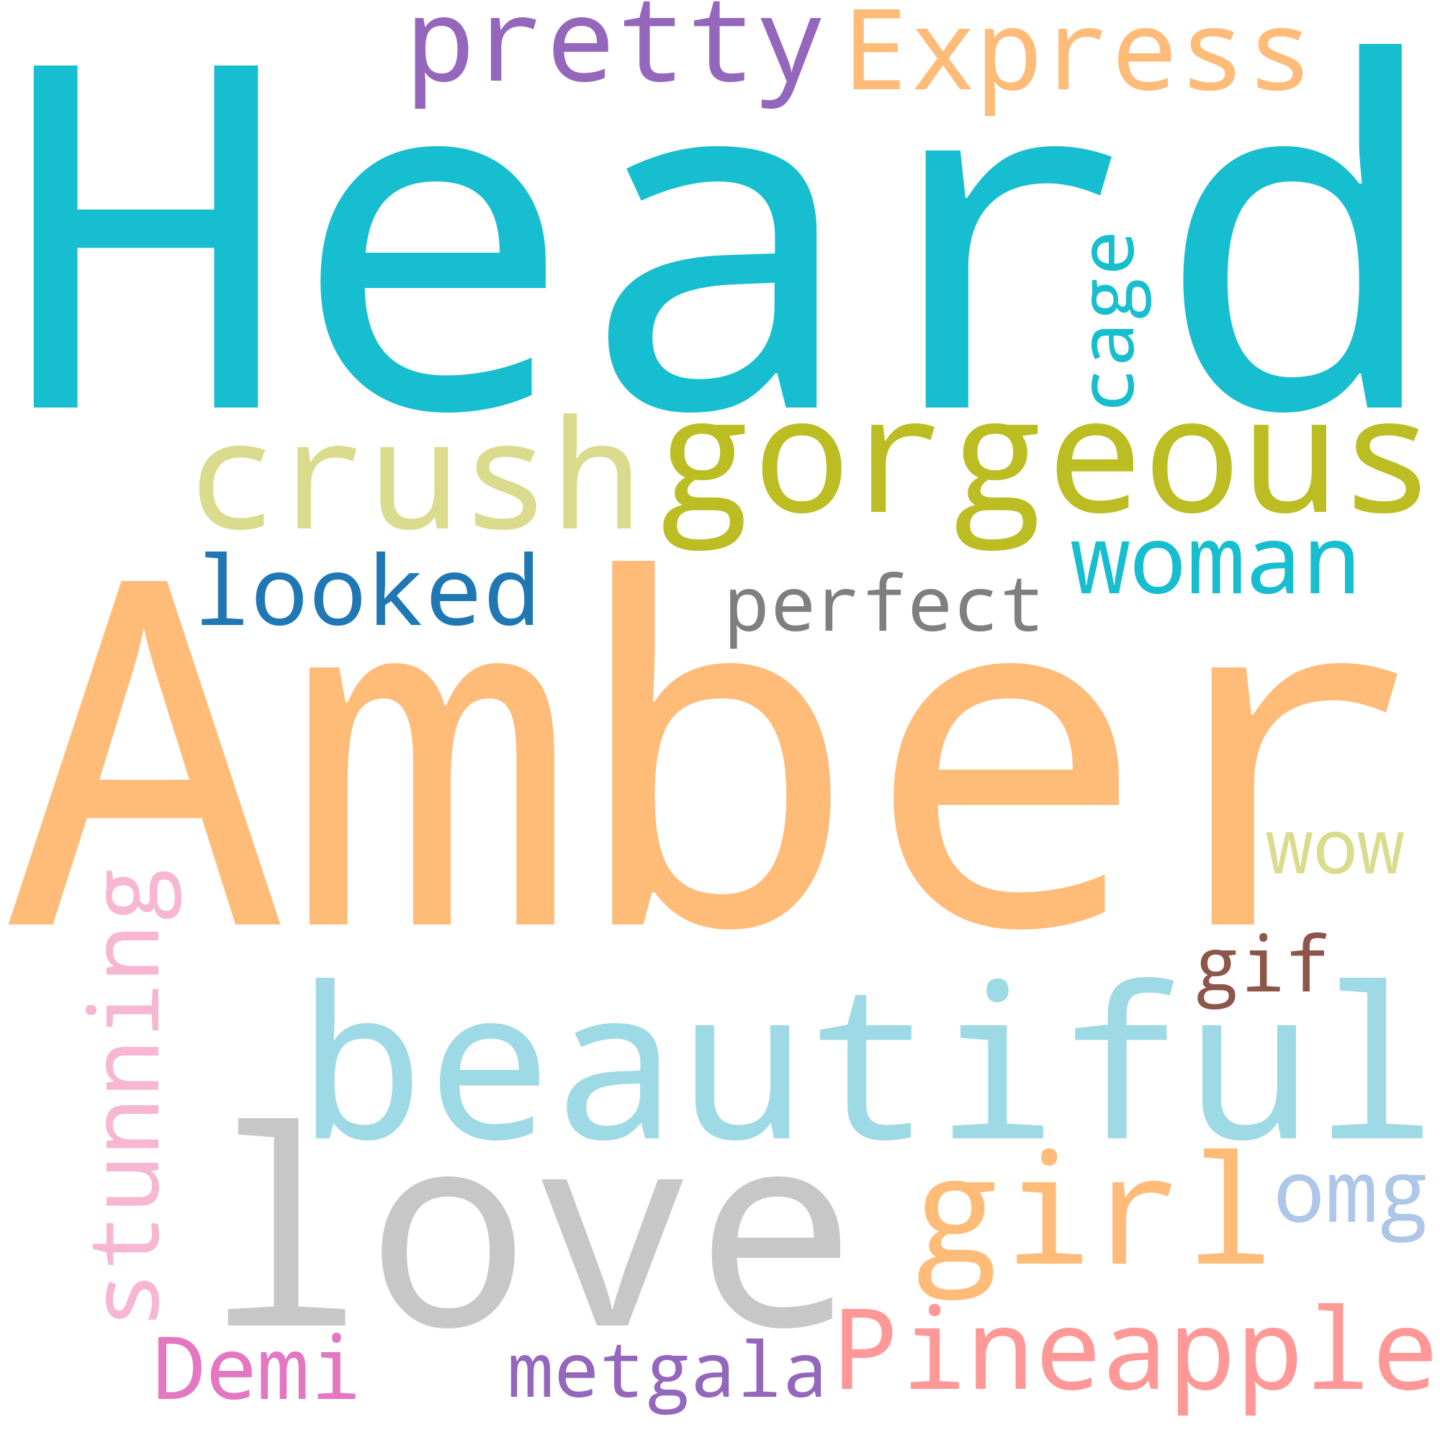 pretty Express
Heard
cage
crush gorgeous
looked perfect woman
Amber
wow
stunning
gif
beautiful
love girl omg
Demi metgala Pineapple